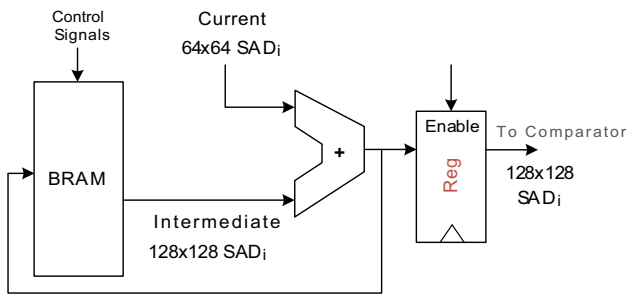 Control
Signals
Current
64x64 SADi
BRAM
+
Enable
Reg
To Comparator
128x128
SADi
Intermediate
128x128 SADi